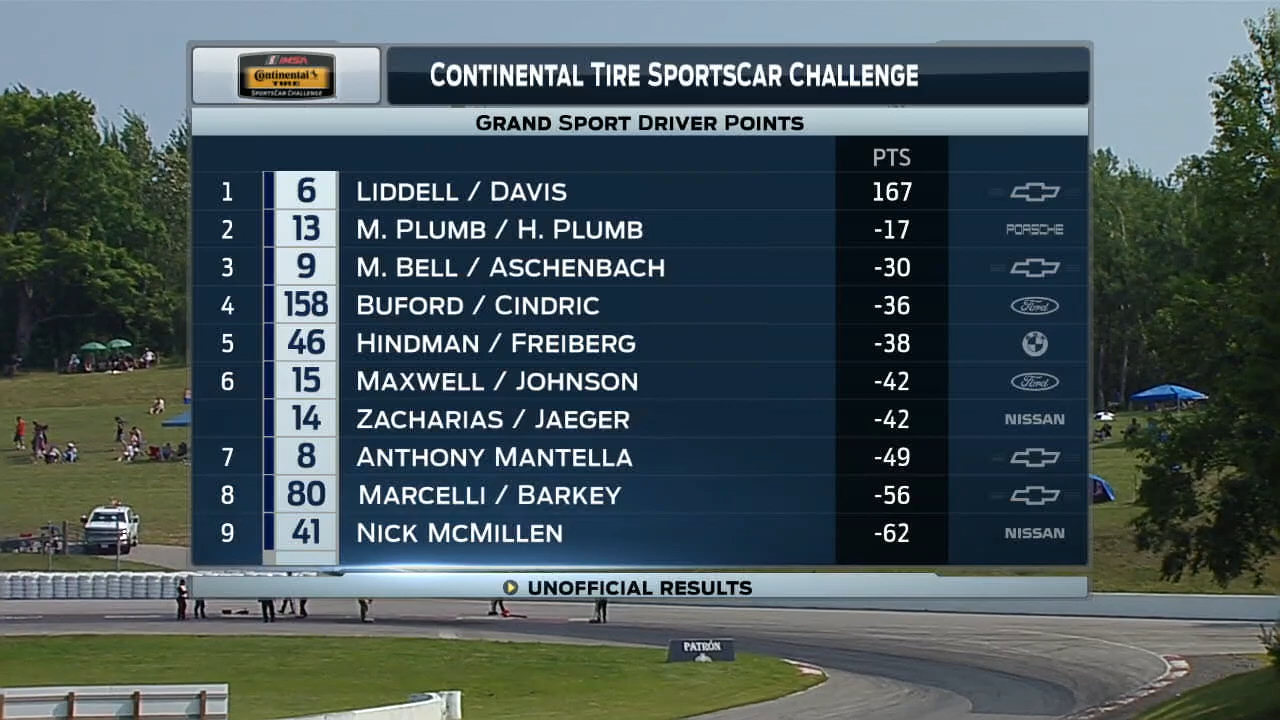 IMSA
Continental
TIRE
SPORTSCAR CHALLENGE
CONTINENTAL TIRE SPORTSCAR CHALLENGE
GRAND SPORT DRIVER POINTS
PTS
1 6 LIDDELL / DAVIS 167
2 13 M. PLUMB / H. PLUMB -17 PORSCHE
3 9 M. BELL / ASCHENBACH -30
4 158 BUFORD / CINDRIC -36 Ford
5 46 HINDMAN / FREIBERG -38
6 15 MAXWELL / JOHNSON -42 Ford
14 ZACHARIAS / JAEGER -42 NISSAN
7 8 ANTHONY MANTELLA -49
8 80 MARCELLI / BARKEY -56
9 41 NICK MCMILLEN -62 NISSAN
UNOFFICIAL RESULTS
PATRÓN